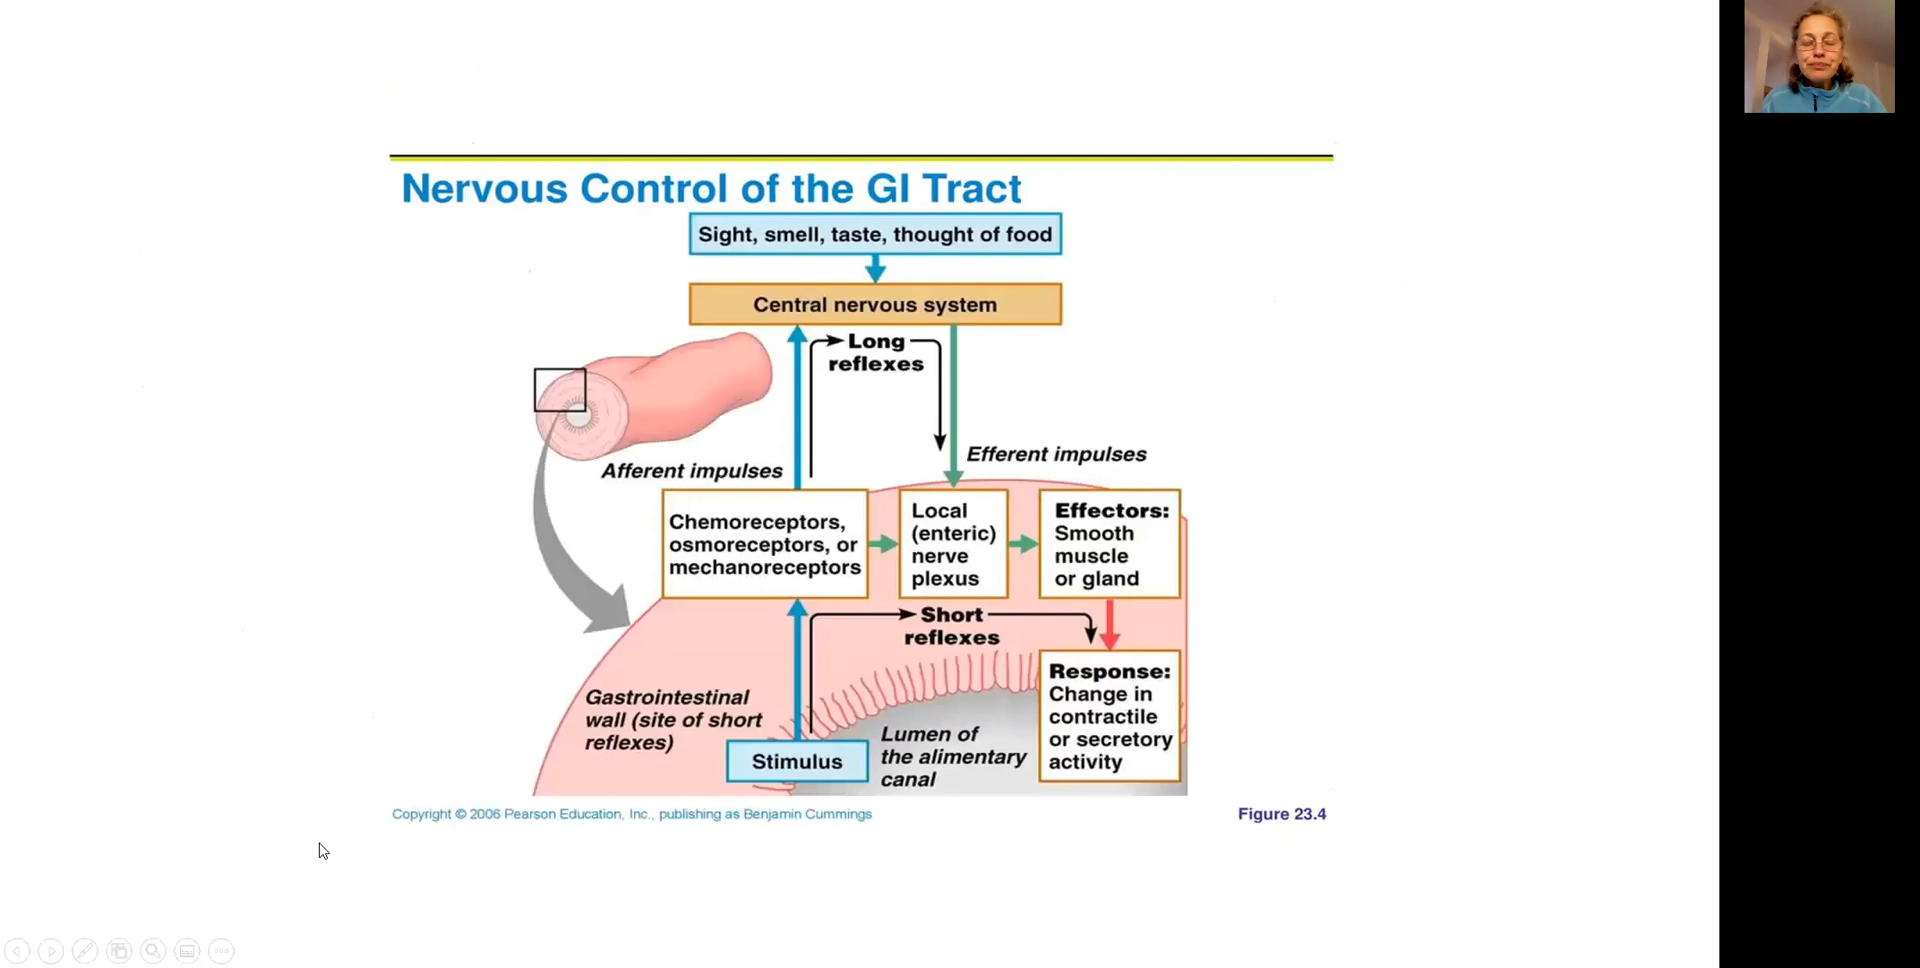 Nervous Control of the GI Tract
Sight, smell, taste, thought of food
Central nervous system
Long
reflexes
Afferent impulses
Efferent impulses
Chemoreceptors,
osmoreceptors, or
mechanoreceptors
Local
(enteric)
nerve
plexus
Effectors:
Smooth
muscle
or gland
Short
reflexes
Gastrointestinal
wall (site of short
reflexes)
Stimulus
Lumen of
the alimentary
canal
Response:
Change in
contractile
or secretory
activity
Copyright © 2006 Pearson Education, Inc., publishing as Benjamin Cummings
Figure 23.4